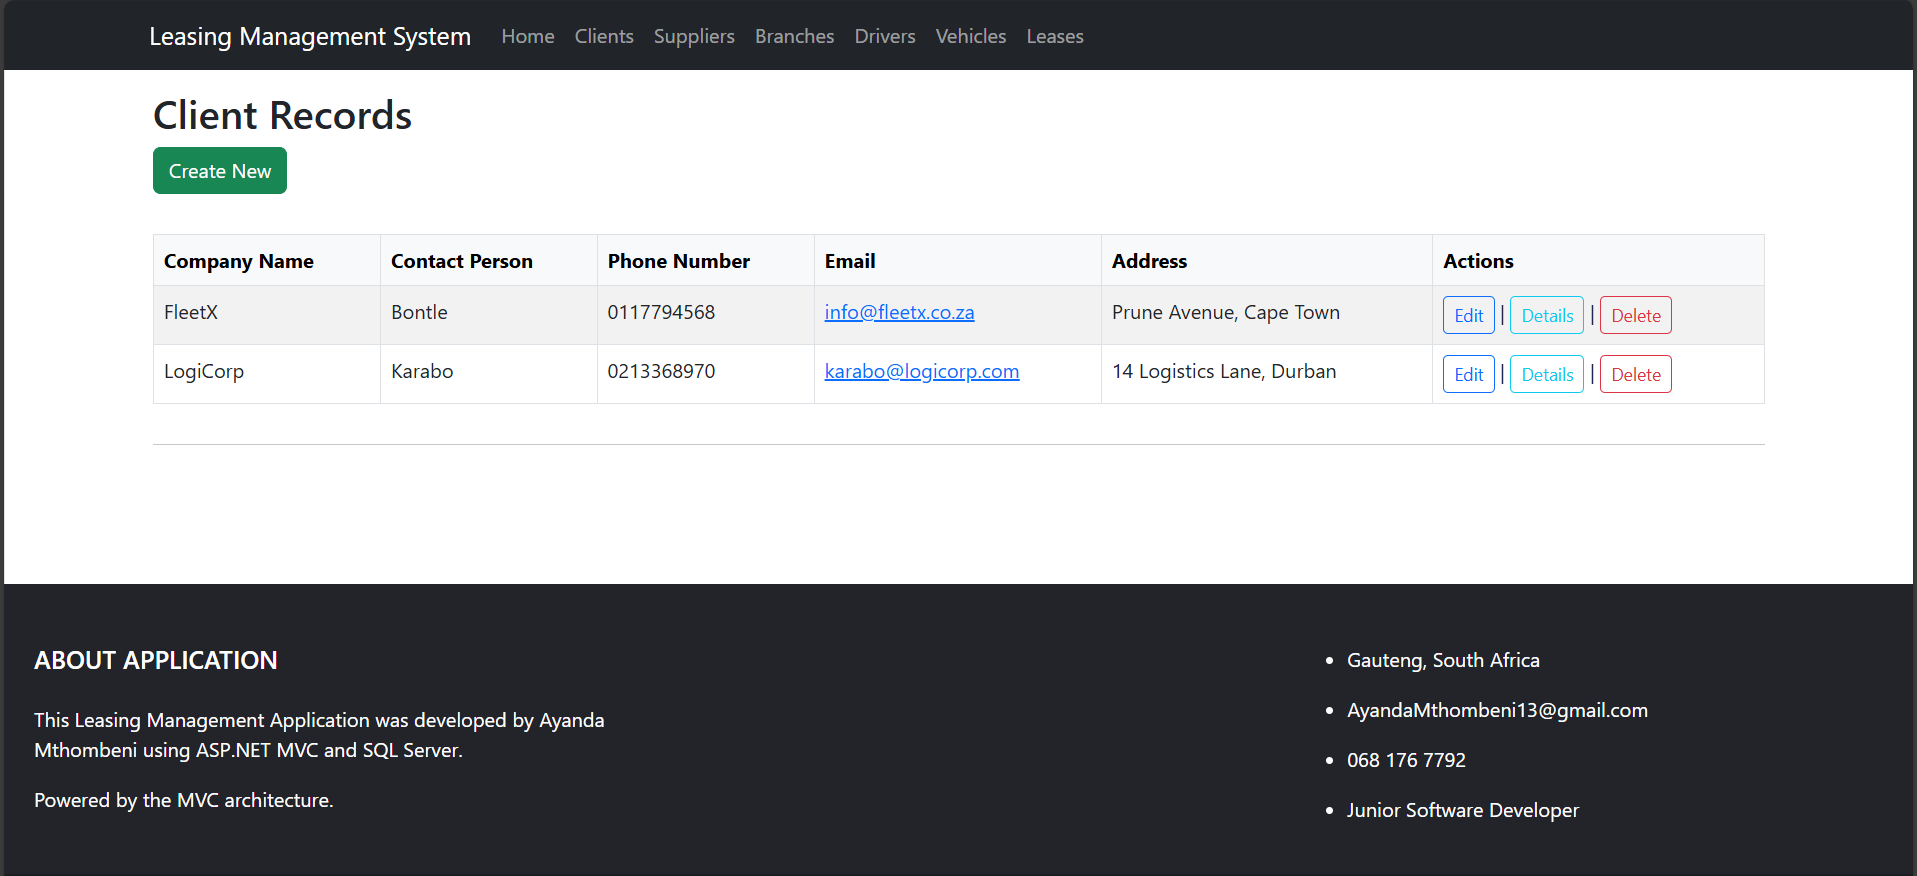 Leasing Management System Home Clients Suppliers Branches Drivers Vehicles Leases
Client Records
Create New
Company Name Contact Person Phone Number Email Address Actions
FleetX Bontle 0117794568 info@fleetx.co.za Prune Avenue, Cape Town Edit | Details | Delete
LogiCorp Karabo 0213368970 karabo@logicorp.com 14 Logistics Lane, Durban Edit | Details | Delete
ABOUT APPLICATION
This Leasing Management Application was developed by Ayanda
Mthombeni using ASP.NET MVC and SQL Server.
Powered by the MVC architecture.
• Gauteng, South Africa
• AyandaMthombeni13@gmail.com
• 068 176 7792
• Junior Software Developer